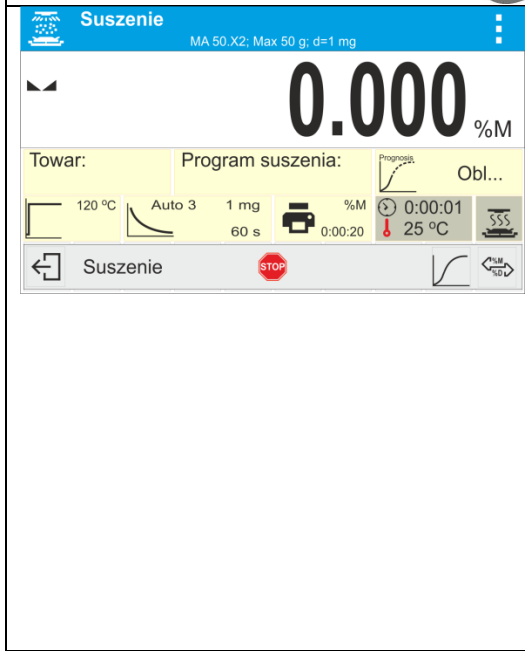 Suszenie
MA 50.X2; Max 50 g; d=1 mg
0.000 %M
Towar: Program suszenia: Prognosis Obl...
120 ºC Auto 3 1 mg %M 0:00:01
60 s 0:00:20 25 ºC
Suszenie STOP %M
%D